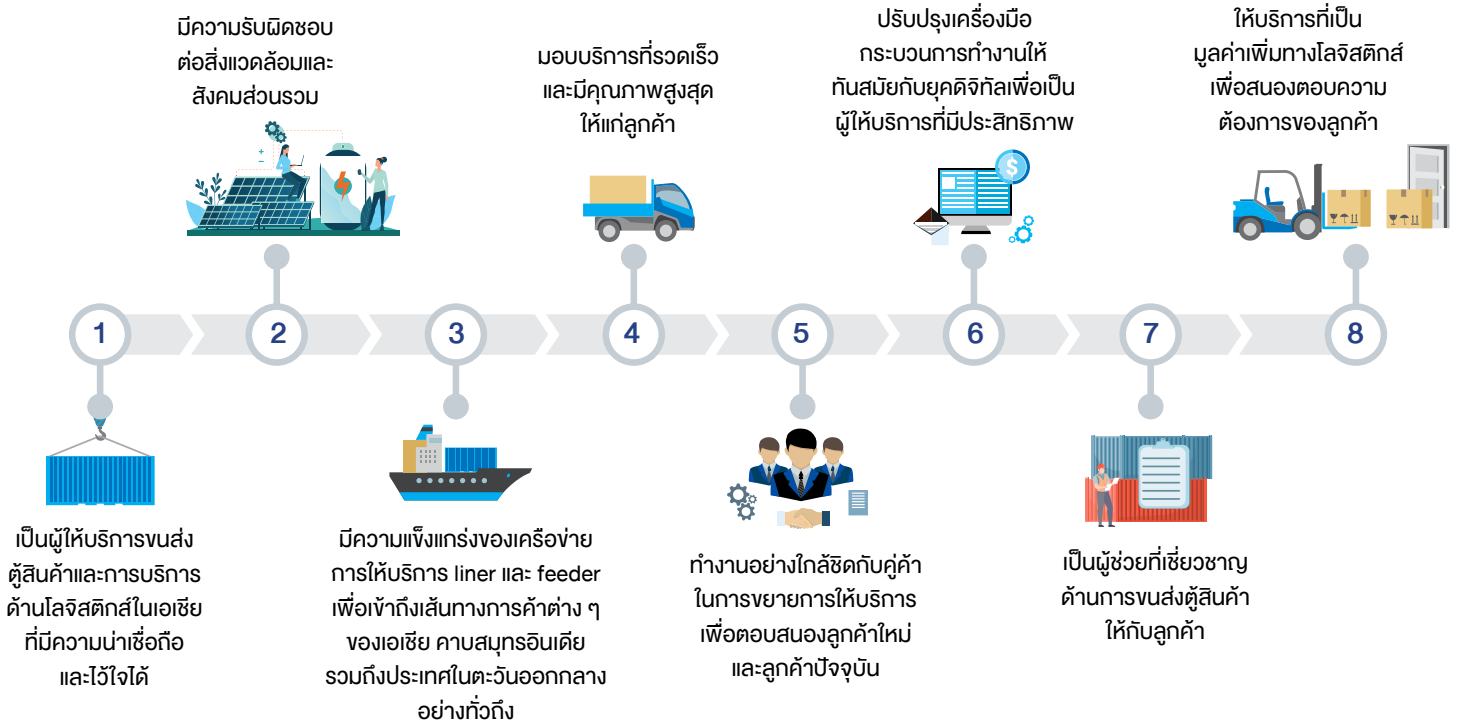 1
เป็นผู้ให้บริการขนส่ง
ตู้สินค้าและการบริการ
ด้านโลจิสติกส์ในเอเชีย
ที่มีความน่าเชื่อถือ
และไว้ใจได้
2
มีความรับผิดชอบ
ต่อสิ่งแวดล้อมและ
สังคมส่วนรวม
3
มีความแข็งแกร่งของเครือข่าย
การให้บริการ liner และ feeder
เพื่อเข้าถึงเส้นทางการค้าต่าง ๆ
ของเอเชีย คาบสมุทรอินเดีย
รวมถึงประเทศในตะวันออกกลาง
อย่างทั่วถึง
4
มอบบริการที่รวดเร็ว
และมีคุณภาพสูงสุด
ให้แก่ลูกค้า
5
ทำงานอย่างใกล้ชิดกับคู่ค้า
ในการขยายการให้บริการ
เพื่อตอบสนองลูกค้าใหม่
และลูกค้าปัจจุบัน
6
ปรับปรุงเครื่องมือ
กระบวนการทำงานให้
ทันสมัยกับยุคดิจิทัลเพื่อเป็น
ผู้ให้บริการที่มีประสิทธิภาพ
$
7
เป็นผู้ช่วยที่เชี่ยวชาญ
ด้านการขนส่งตู้สินค้า
ให้กับลูกค้า
8
ให้บริการที่เป็น
มูลค่าเพิ่มทางโลจิสติกส์
เพื่อสนองตอบความ
ต้องการของลูกค้า